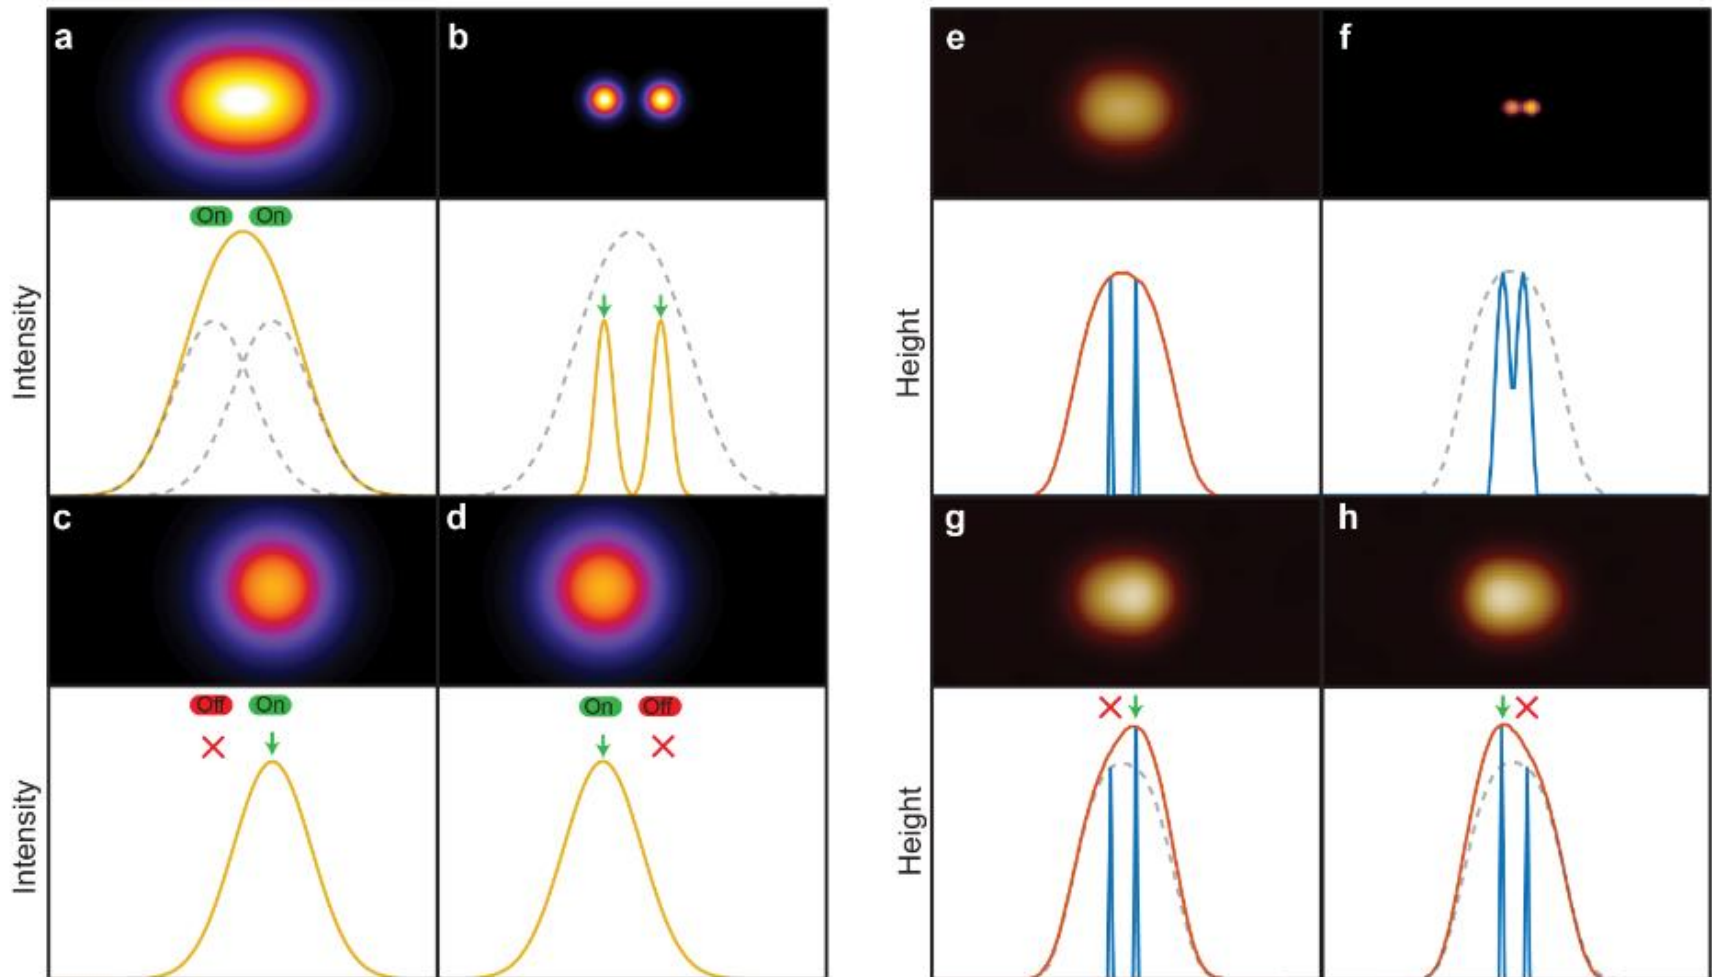 a
b
On On
Intensity
c
d
Off On
On Off
Intensity
e
f
Height
g
h
Height